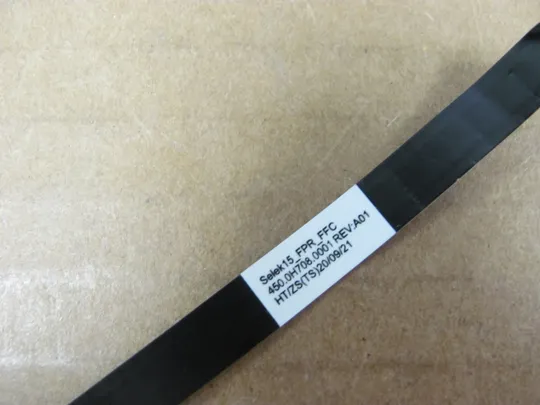 Selek15_FPR_FFC
450.0H708.0001 REV:A01
HT/ZS(TS)20/09/21